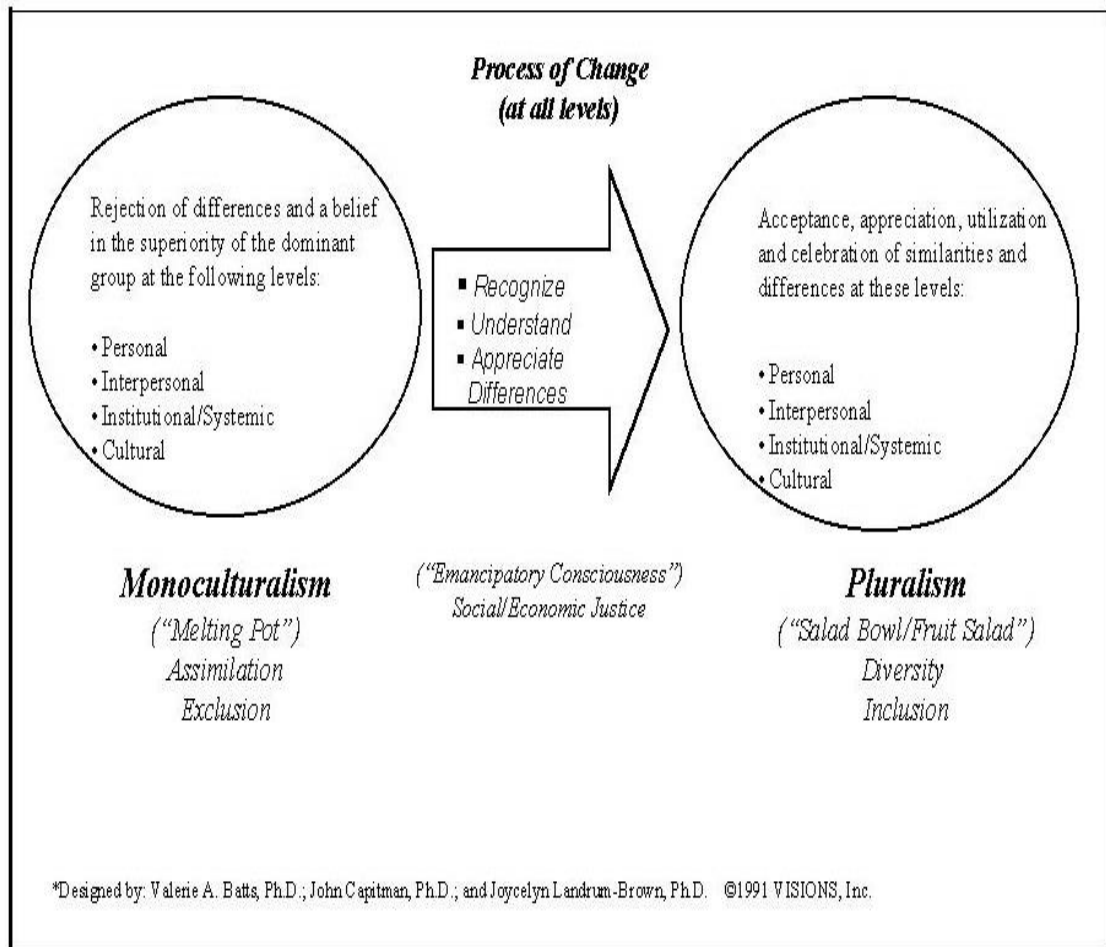 Process of Change
(at all levels)
Rejection of differences and a belief
in the superiority of the dominant
group at the following levels:
• Personal
• Interpersonal
• Institutional/Systemic
• Cultural
▪ Recognize
▪ Understand
▪ Appreciate
Differences
Acceptance, appreciation, utilization
and celebration of similarities and
differences at these levels:
• Personal
• Interpersonal
• Institutional/Systemic
• Cultural
Monoculturalism
(“Melting Pot”)
Assimilation
Exclusion
(“Emancipatory Consciousness”)
Social/Economic Justice
Pluralism
(“Salad Bowl/Fruit Salad”)
Diversity
Inclusion
*Designed by: Valerie A. Batts, Ph.D.; John Capitman, Ph.D.; and Joycelyn Landrum-Brown, Ph.D. ©1991 VISIONS, Inc.